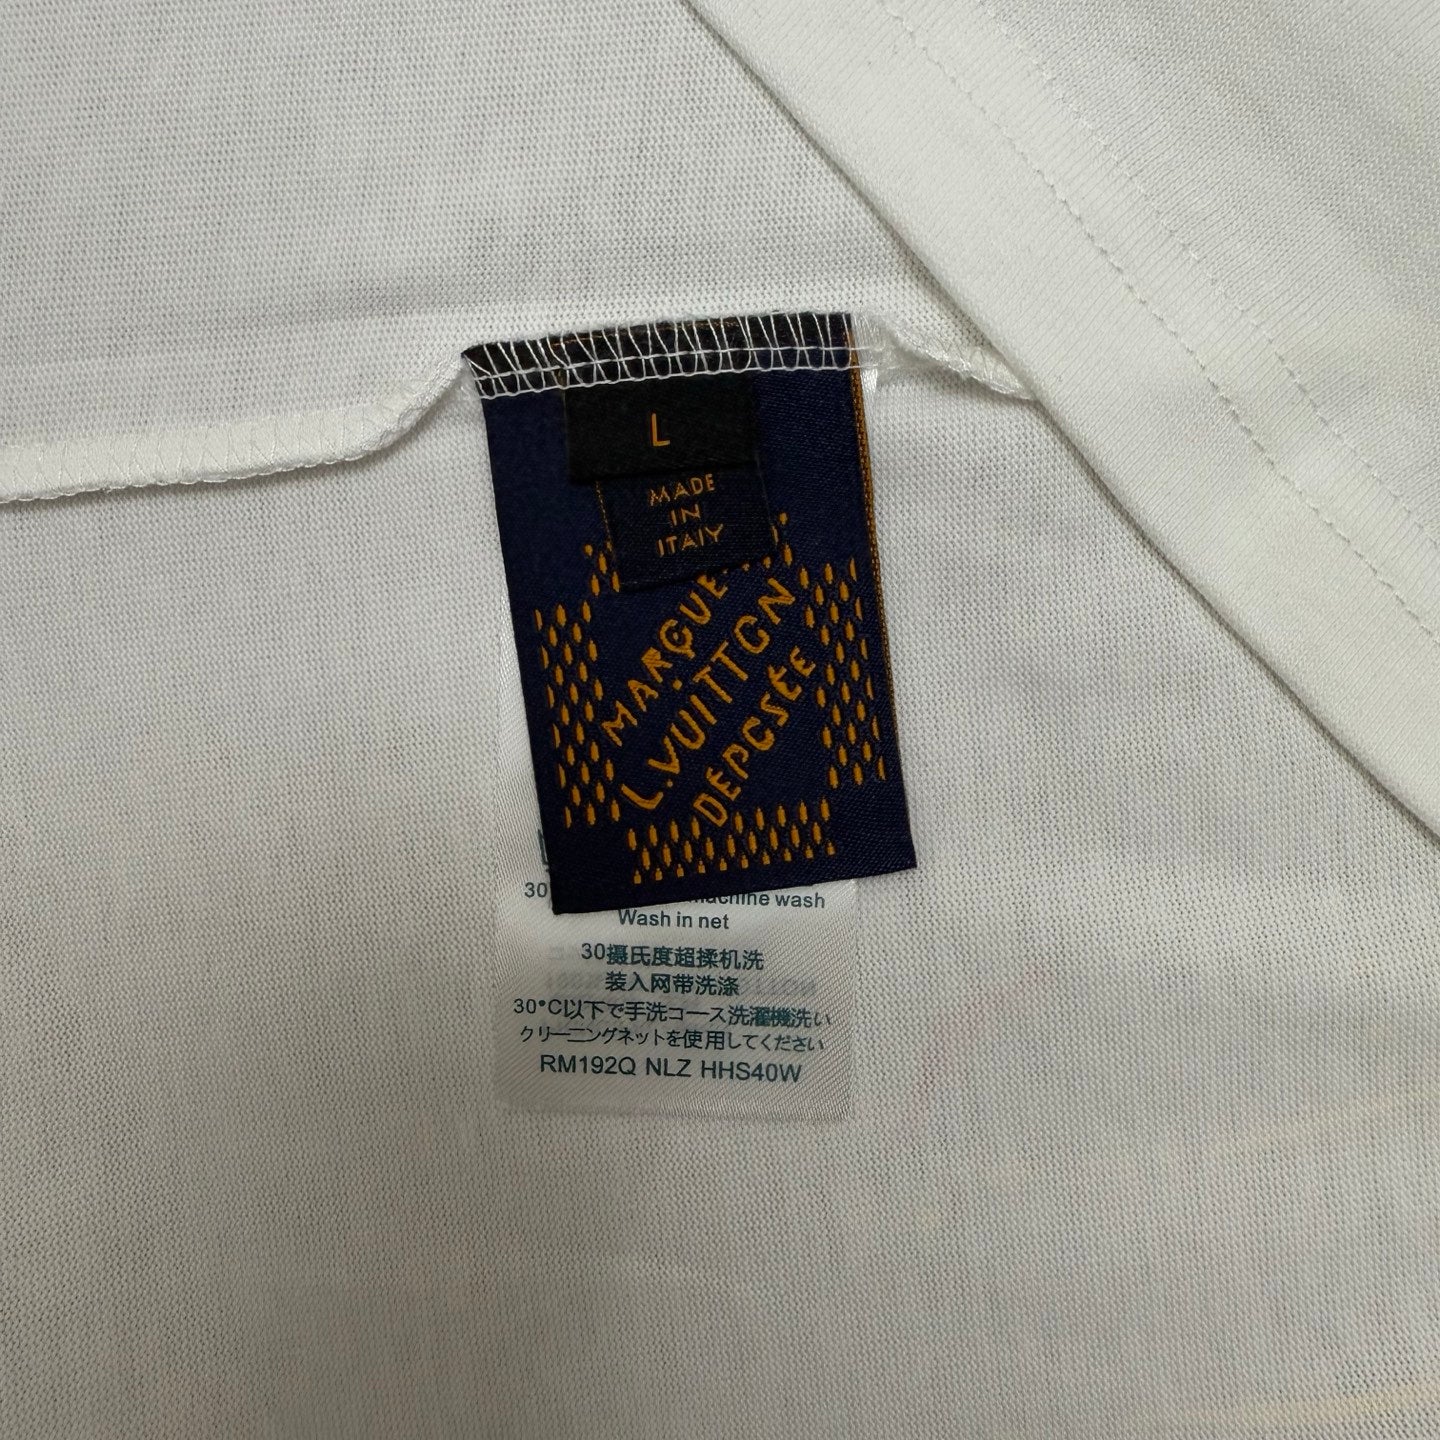 L
MADE
IN
ITALY
MARQUE
L.VUITTON
DÉPCSÉE
30
machine wash
Wash in net
30摄氏度超揉机洗
装入网带洗涤
30°C以下で手洗コース洗濯機洗い
クリーニングネットを使用してください
RM192Q NLZ HHS40W